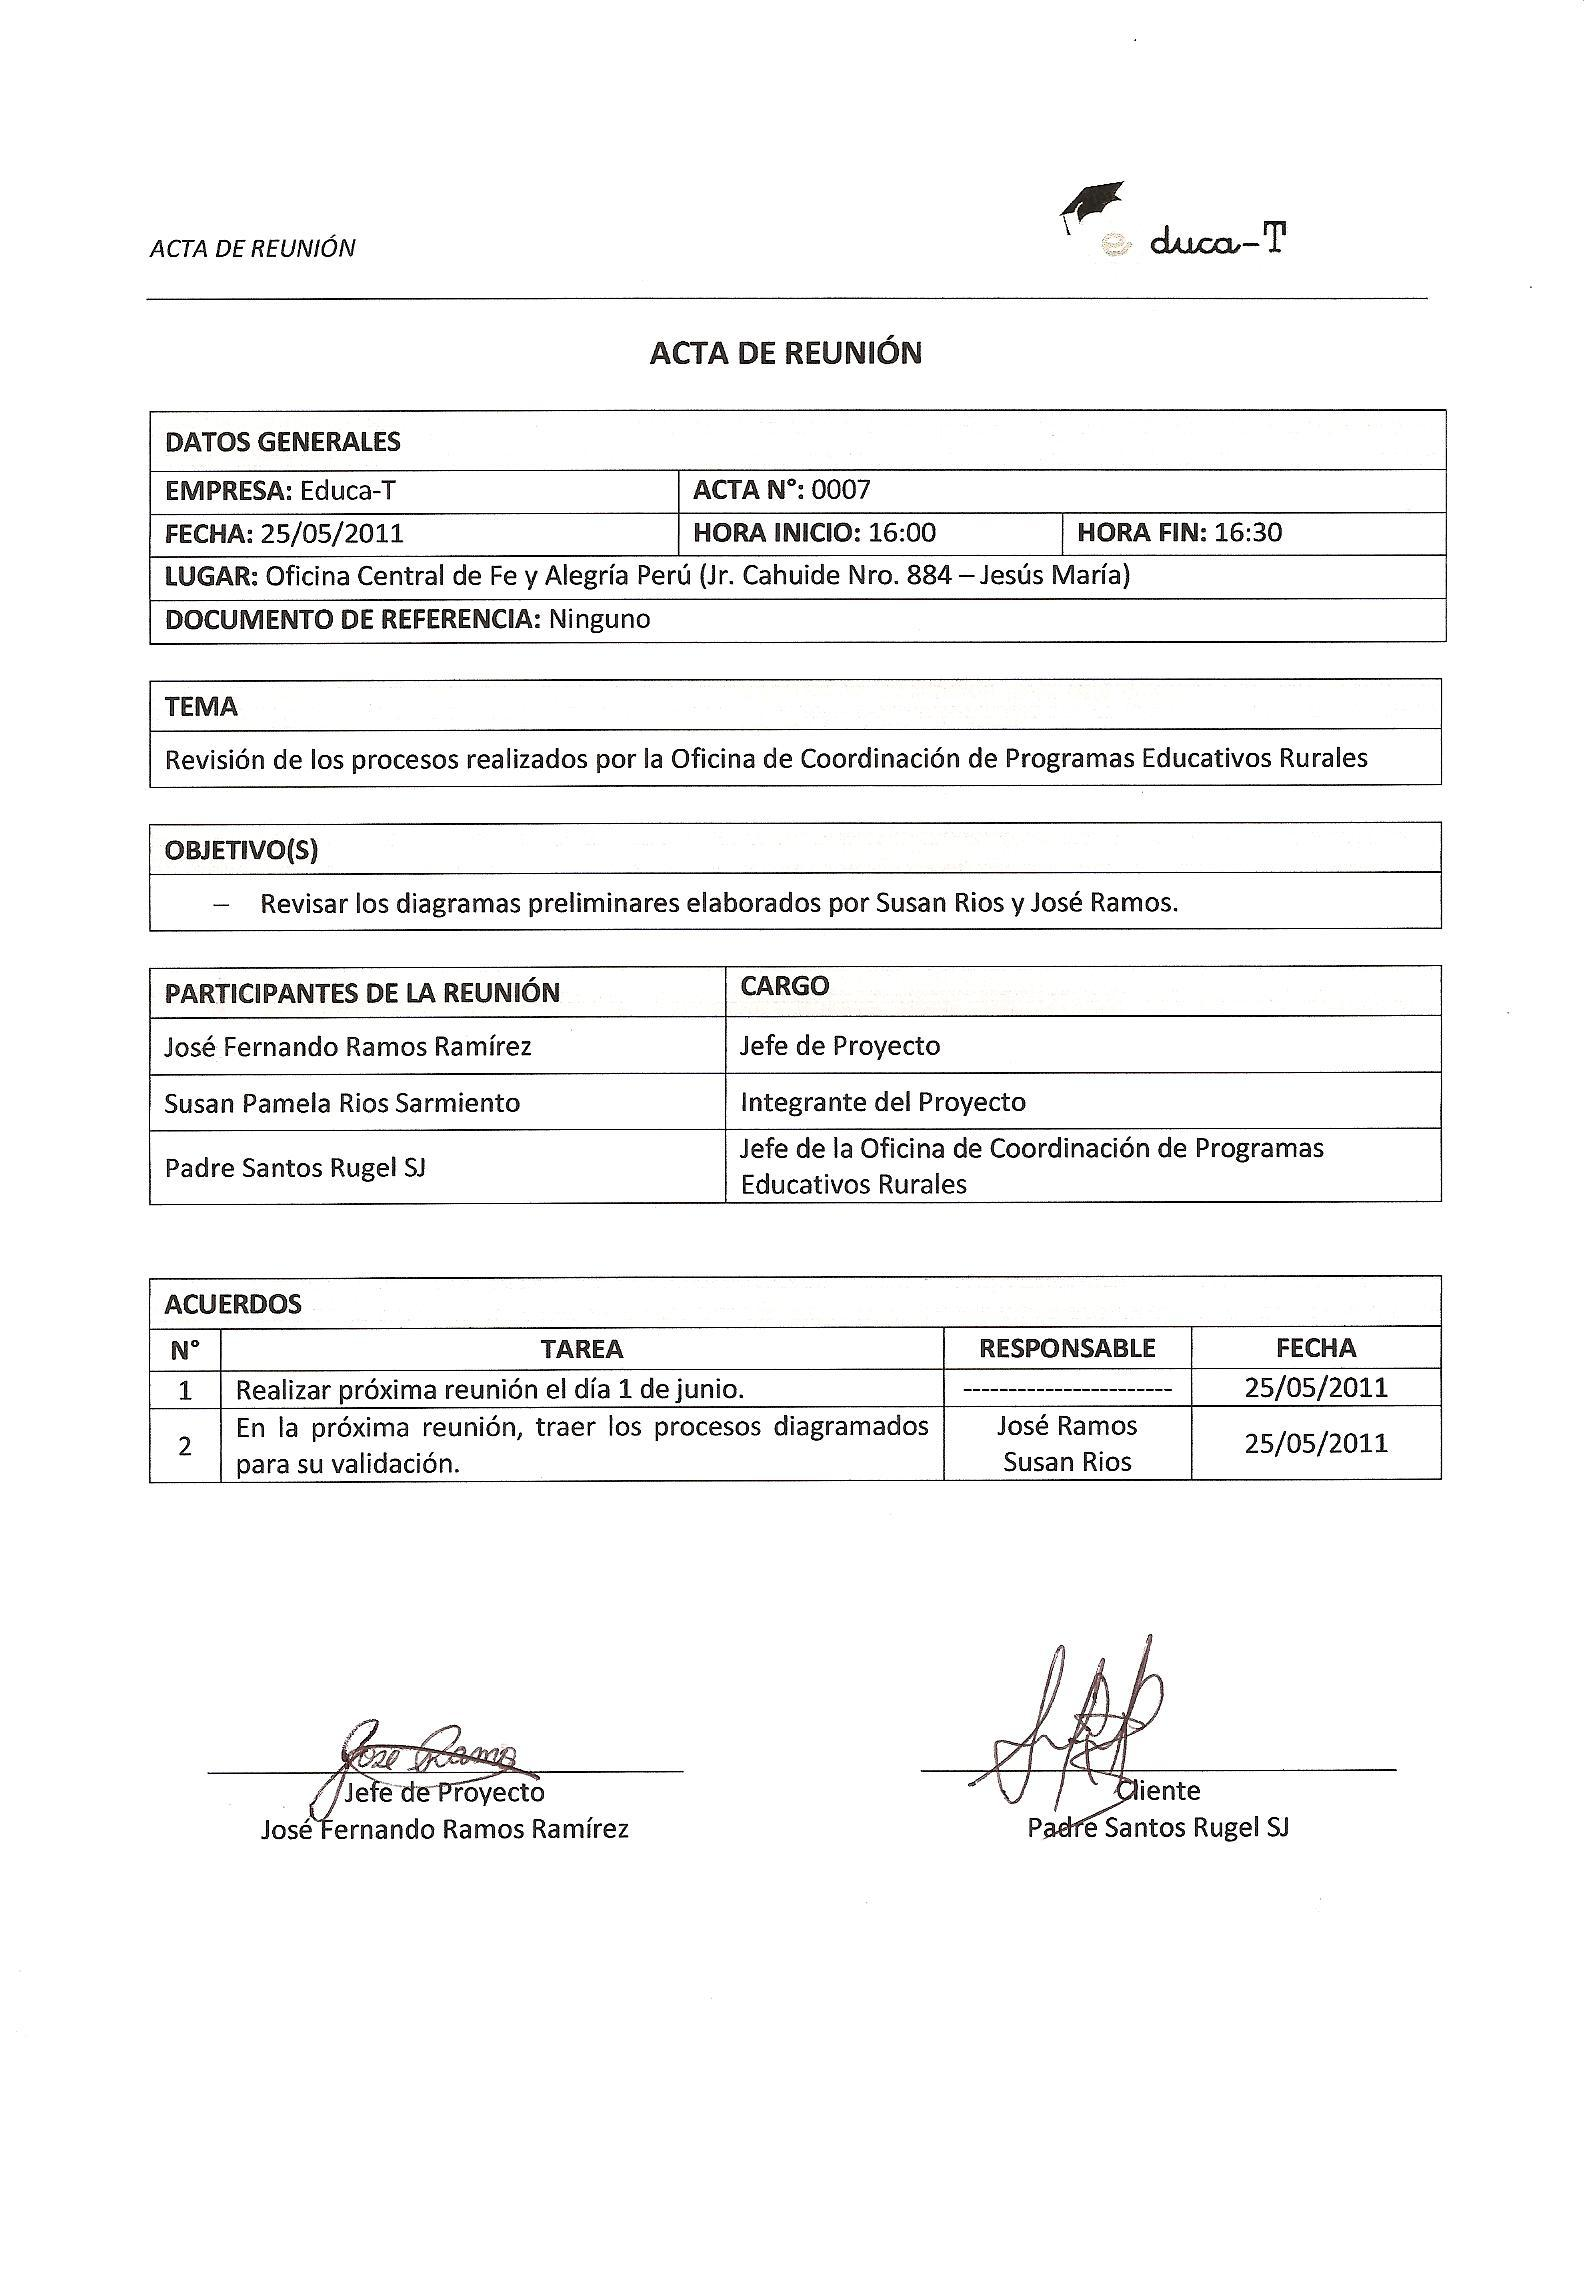 ACTA DE REUNIÓN
educa-T
ACTA DE REUNIÓN
DATOS GENERALES
EMPRESA: Educa-T ACTA N°: 0007
FECHA: 25/05/2011 HORA INICIO: 16:00 HORA FIN: 16:30
LUGAR: Oficina Central de Fe y Alegría Perú (Jr. Cahuide Nro. 884 – Jesús María)
DOCUMENTO DE REFERENCIA: Ninguno
TEMA
Revisión de los procesos realizados por la Oficina de Coordinación de Programas Educativos Rurales
OBJETIVO(S)
– Revisar los diagramas preliminares elaborados por Susan Rios y José Ramos.
PARTICIPANTES DE LA REUNIÓN CARGO
José Fernando Ramos Ramírez Jefe de Proyecto
Susan Pamela Rios Sarmiento Integrante del Proyecto
Padre Santos Rugel SJ Jefe de la Oficina de Coordinación de Programas
Educativos Rurales
ACUERDOS
N° TAREA RESPONSABLE FECHA
1 Realizar próxima reunión el día 1 de junio. ----------------------- 25/05/2011
2 En la próxima reunión, traer los procesos diagramados
para su validación.
José Ramos
Susan Rios
25/05/2011
Jose Ramos
Jefe de Proyecto
José Fernando Ramos Ramírez
Cliente
Padre Santos Rugel SJ